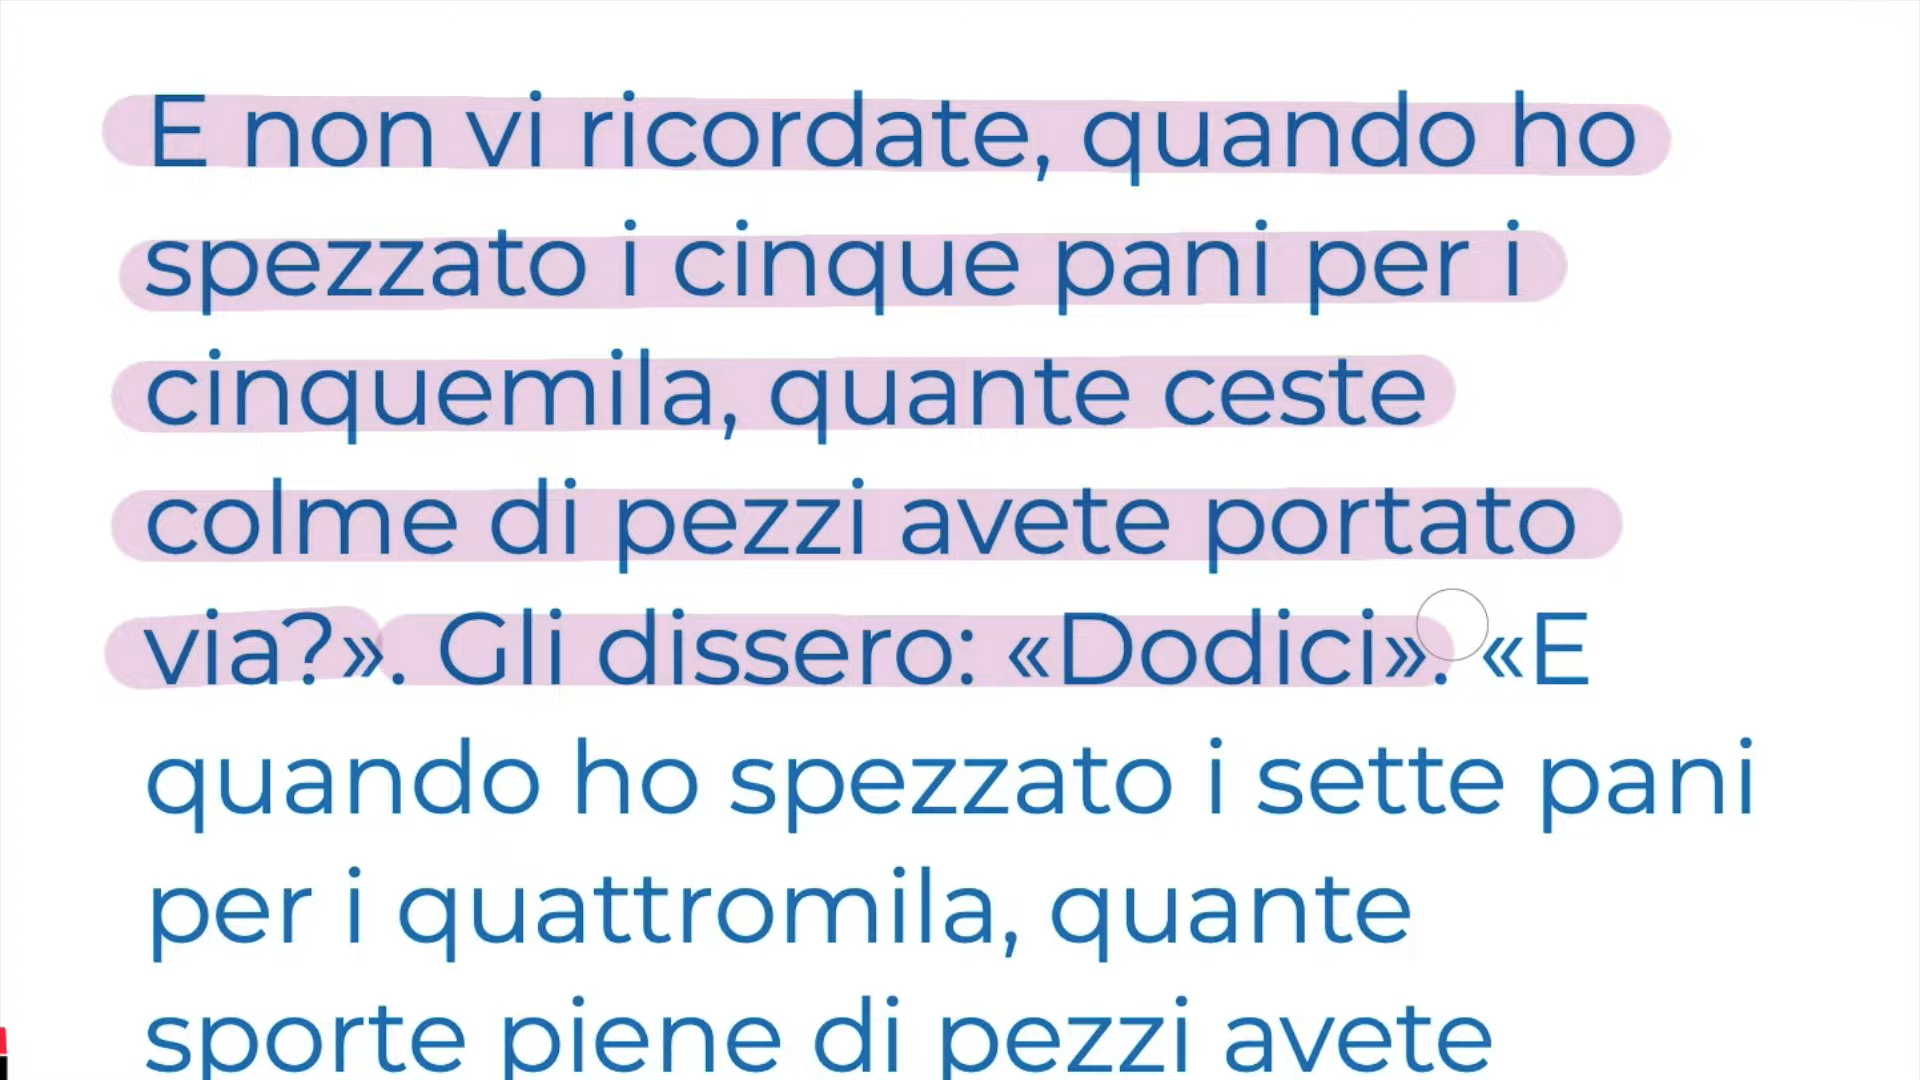 E non vi ricordate, quando ho
spezzato i cinque pani per i
cinquemila, quante ceste
colme di pezzi avete portato
via?». Gli dissero: «Dodici». «E
quando ho spezzato i sette pani
per i quattromila, quante
sporte piene di pezzi avete